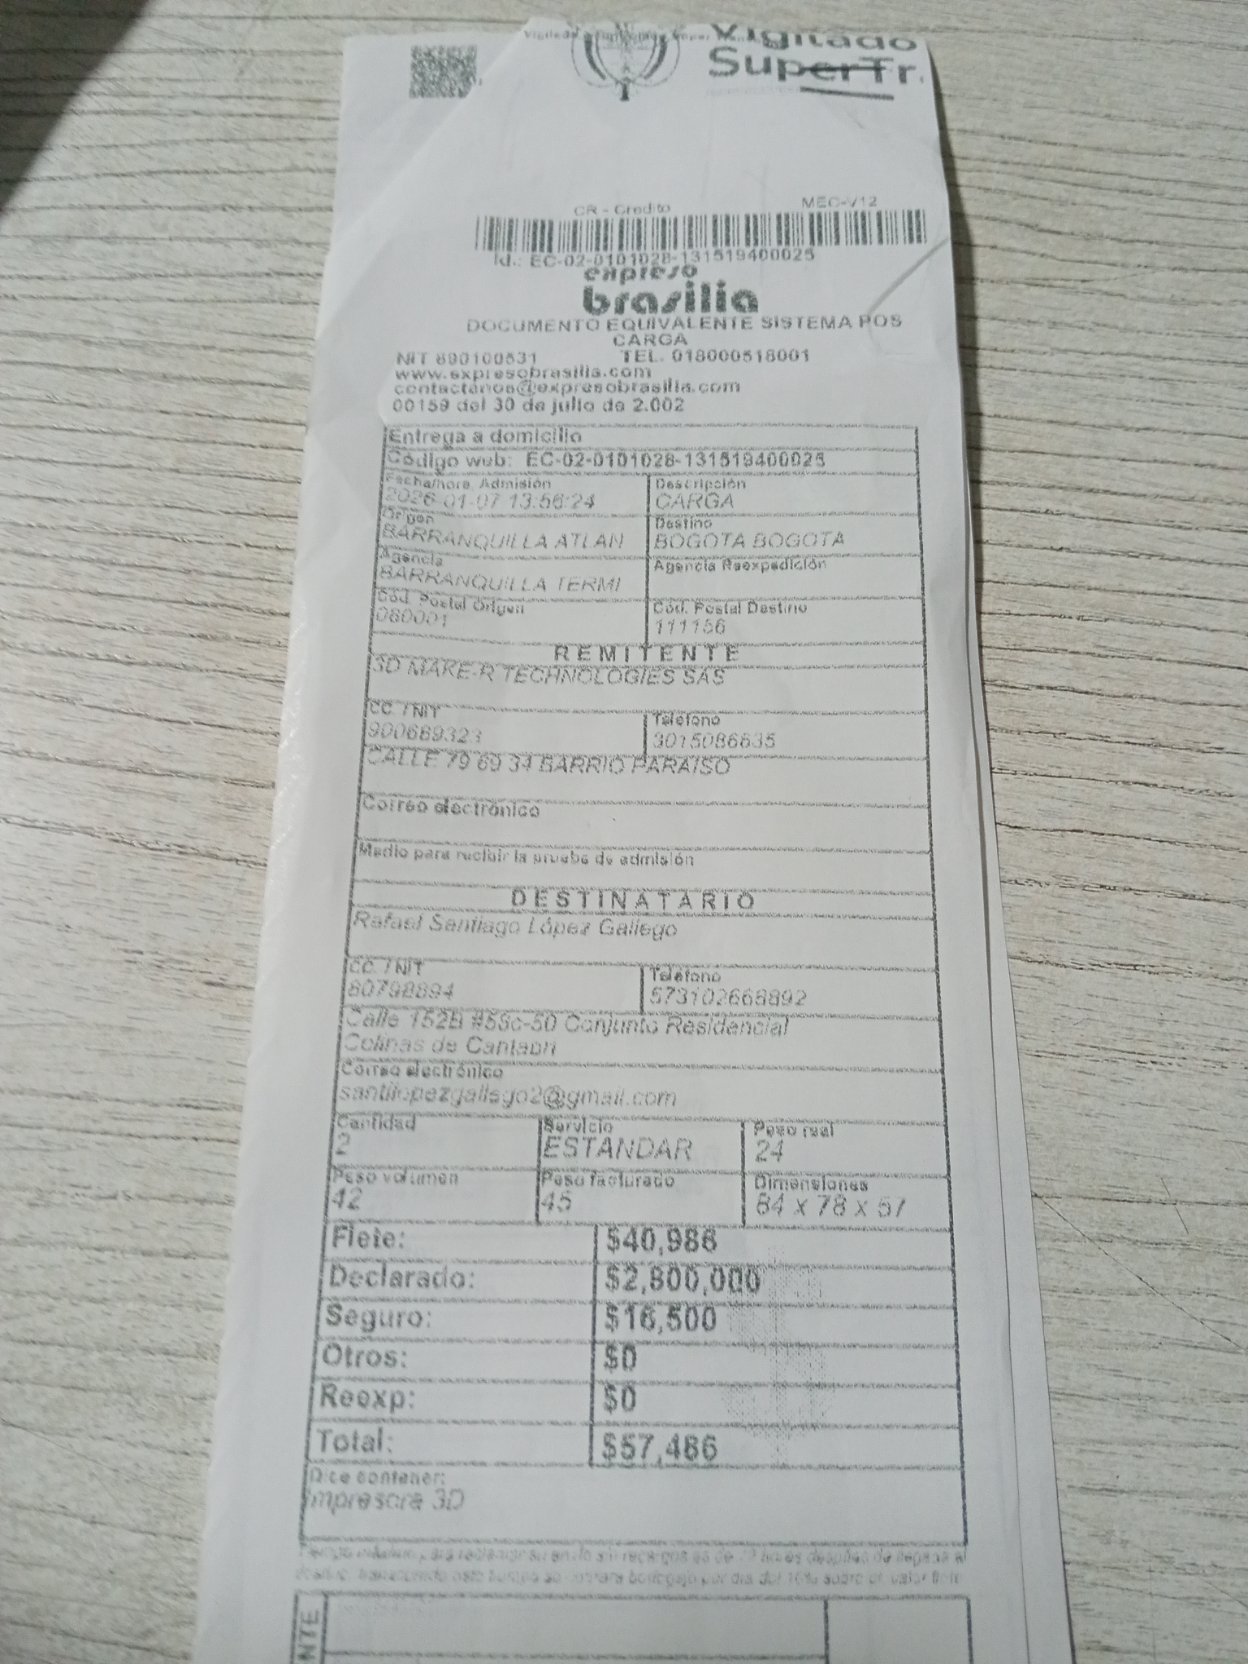 Vigilado
SuperTr.
CR - Credito MEC-V12
Id.: EC-02-0101028-131519400025
expreso
brasilia
DOCUMENTO EQUIVALENTE SISTEMA POS
CARGA
NIT 890100531 TEL. 018000518001
www.expresobrasilia.com
contactanos@expresobrasilia.com
00159 del 30 de julio de 2.002
Entrega a domicilio
Código web: EC-02-0101028-131519400025
Fecha/hora Admisión Descripción
2026-01-07 13:56:24 CARGA
Origen Destino
BARRANQUILLA ATLAN BOGOTA BOGOTA
Agencia Agencia Reexpedición
BARRANQUILLA TERMI
Cód. Postal Origen Cód. Postal Destino
080001 111156
REMITENTE
3D MAKE-R TECHNOLOGIES SAS
CC. / NIT Teléfono
900689323 3015086635
CALLE 79 69 34 BARRIO PARAISO
Correo electrónico
Medio para recibir la prueba de admisión
DESTINATARIO
Rafael Santiago López Gallego
CC. / NIT Teléfono
80798894 573102668892
Calle 152B #58c-50 Conjunto Residencial
Colinas de Cantabri
Correo electrónico
santilopezgallego2@gmail.com
Cantidad Servicio Peso real
2 ESTANDAR 24
Peso volumen Peso facturado Dimensiones
42 45 84 x 78 x 57
Flete: $40,986
Declarado: $2,800,000
Seguro: $16,500
Otros: $0
Reexp: $0
Total: $57,486
Dice contener:
Impresora 3D
NTE